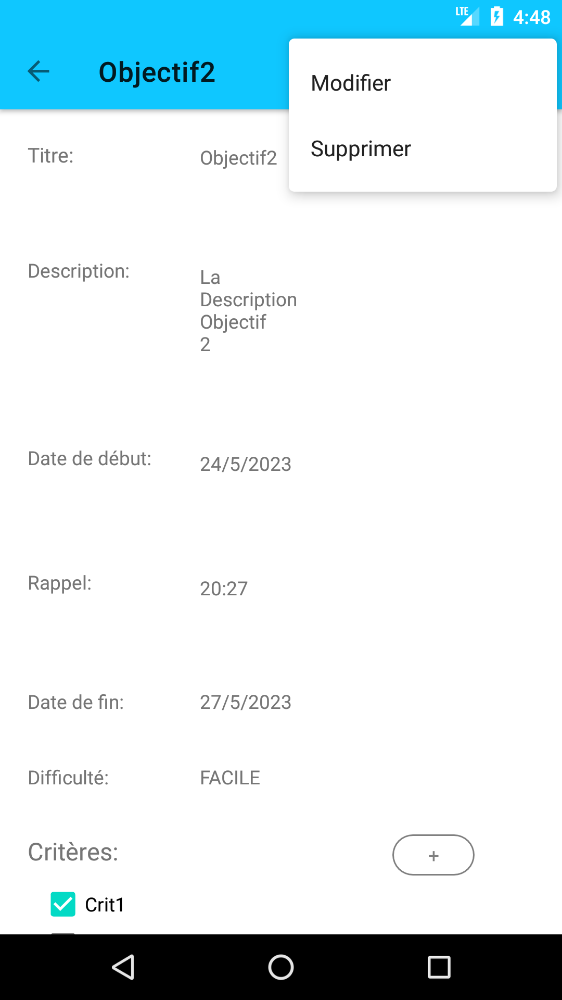 LTE 4:48
Objectif2
Modifier
Supprimer
Titre:
Objectif2
Description:
La
Description
Objectif
2
Date de début:
24/5/2023
Rappel:
20:27
Date de fin:
27/5/2023
Difficulté:
FACILE
Critères:
+
Crit1